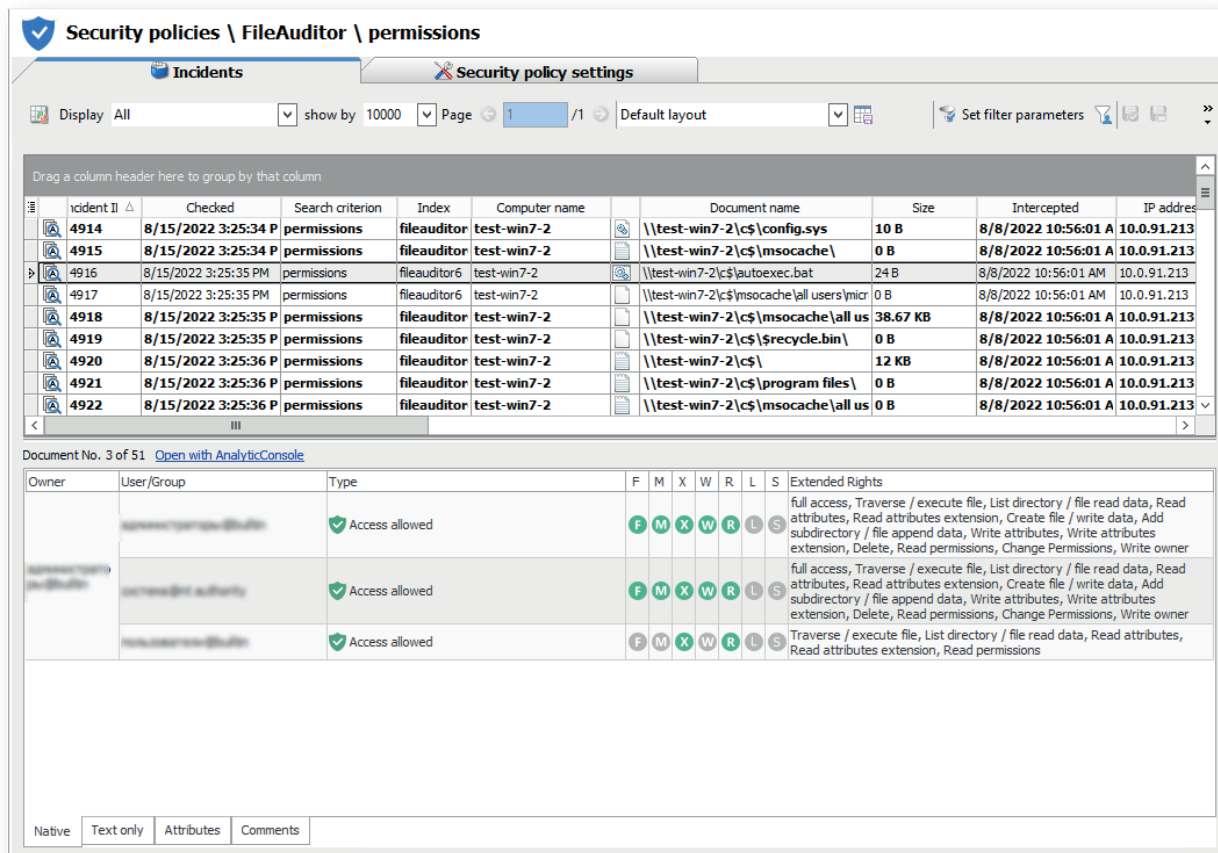 Security policies \ FileAuditor \ permissions
Incidents
Security policy settings
Display All show by 10000 Page 1 /1 Default layout Set filter parameters »
Drag a column header here to group by that column
ncident II Checked Search criterion Index Computer name Document name Size Intercepted IP addres
4914 8/15/2022 3:25:34 P permissions fileauditor test-win7-2 \\test-win7-2\c$\config.sys 10 B 8/8/2022 10:56:01 A 10.0.91.213
4915 8/15/2022 3:25:34 P permissions fileauditor test-win7-2 \\test-win7-2\c$\msocache\ 0 B 8/8/2022 10:56:01 A 10.0.91.213
4916 8/15/2022 3:25:35 PM permissions fileauditor6 test-win7-2 \\test-win7-2\c$\autoexec.bat 24 B 8/8/2022 10:56:01 AM 10.0.91.213
4917 8/15/2022 3:25:35 PM permissions fileauditor6 test-win7-2 \\test-win7-2\c$\msocache\all users\micr 0 B 8/8/2022 10:56:01 AM 10.0.91.213
4918 8/15/2022 3:25:35 P permissions fileauditor test-win7-2 \\test-win7-2\c$\msocache\all us 38.67 KB 8/8/2022 10:56:01 A 10.0.91.213
4919 8/15/2022 3:25:35 P permissions fileauditor test-win7-2 \\test-win7-2\c$\$recycle.bin\ 0 B 8/8/2022 10:56:01 A 10.0.91.213
4920 8/15/2022 3:25:36 P permissions fileauditor test-win7-2 \\test-win7-2\c$\ 12 KB 8/8/2022 10:56:01 A 10.0.91.213
4921 8/15/2022 3:25:36 P permissions fileauditor test-win7-2 \\test-win7-2\c$\program files\ 0 B 8/8/2022 10:56:01 A 10.0.91.213
4922 8/15/2022 3:25:36 P permissions fileauditor test-win7-2 \\test-win7-2\c$\msocache\all us 0 B 8/8/2022 10:56:01 A 10.0.91.213
Document No. 3 of 51 Open with AnalyticConsole
Owner User/Group Type F M X W R L S Extended Rights
Access allowed F M X W R L S
full access, Traverse / execute file, List directory / file read data, Read
attributes, Read attributes extension, Create file / write data, Add
subdirectory / file append data, Write attributes, Write attributes
extension, Delete, Read permissions, Change Permissions, Write owner
Access allowed F M X W R L S
full access, Traverse / execute file, List directory / file read data, Read
attributes, Read attributes extension, Create file / write data, Add
subdirectory / file append data, Write attributes, Write attributes
extension, Delete, Read permissions, Change Permissions, Write owner
Access allowed F M X W R L S
Traverse / execute file, List directory / file read data, Read attributes,
Read attributes extension, Read permissions
Native Text only Attributes Comments